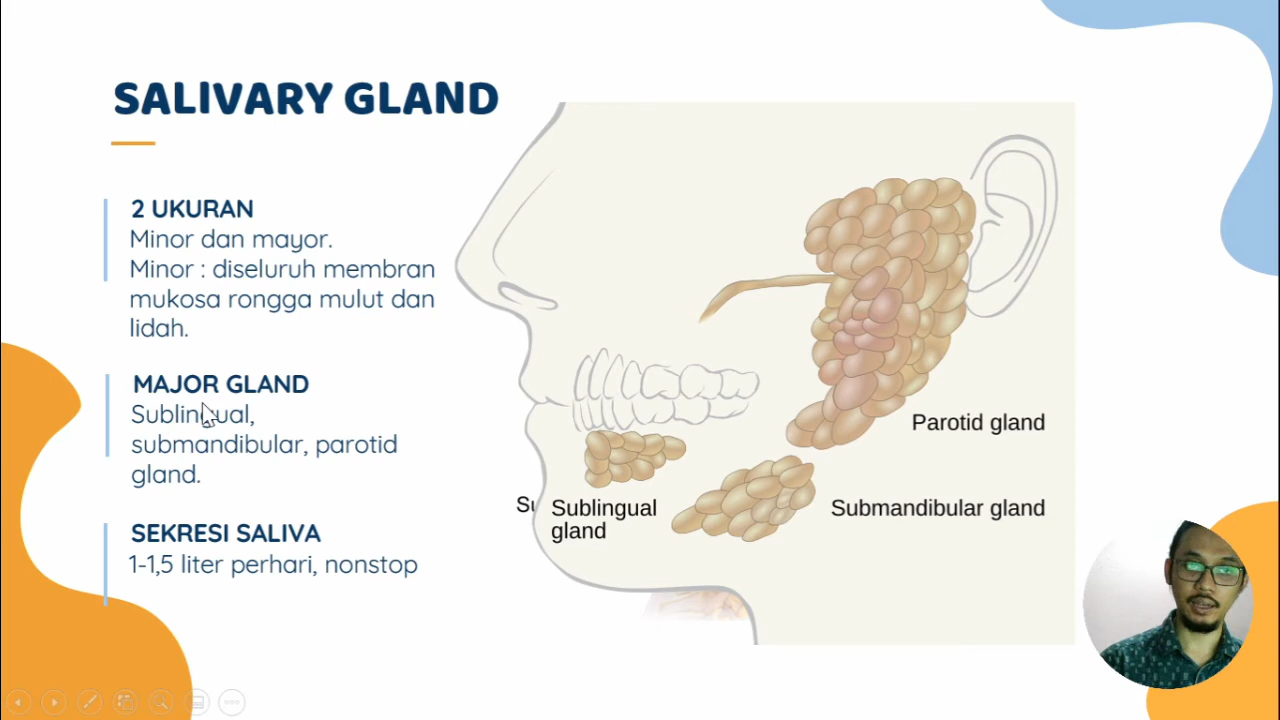 SALIVARY GLAND
2 UKURAN
Minor dan mayor.
Minor : diseluruh membran
mukosa rongga mulut dan
lidah.
MAJOR GLAND
Sublingual,
submandibular, parotid
gland.
SEKRESI SALIVA
1-1,5 liter perhari, nonstop
Parotid gland
Sublingual
gland
Submandibular gland